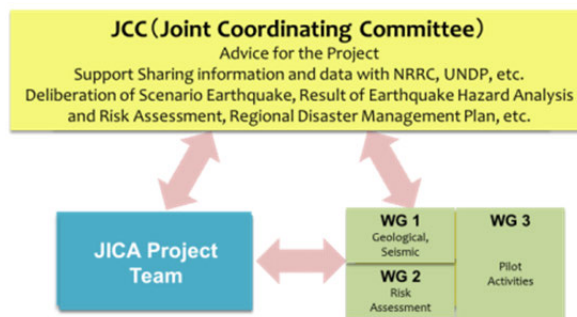 JCC(Joint Coordinating Committee)
Advice for the Project
Support Sharing information and data with NRRC, UNDP, etc.
Deliberation of Scenario Earthquake, Result of Earthquake Hazard Analysis
and Risk Assessment, Regional Disaster Management Plan, etc.
JICA Project
Team
WG 1
Geological,
Seismic
WG 2
Risk
Assessment
WG 3
Pilot
Activities